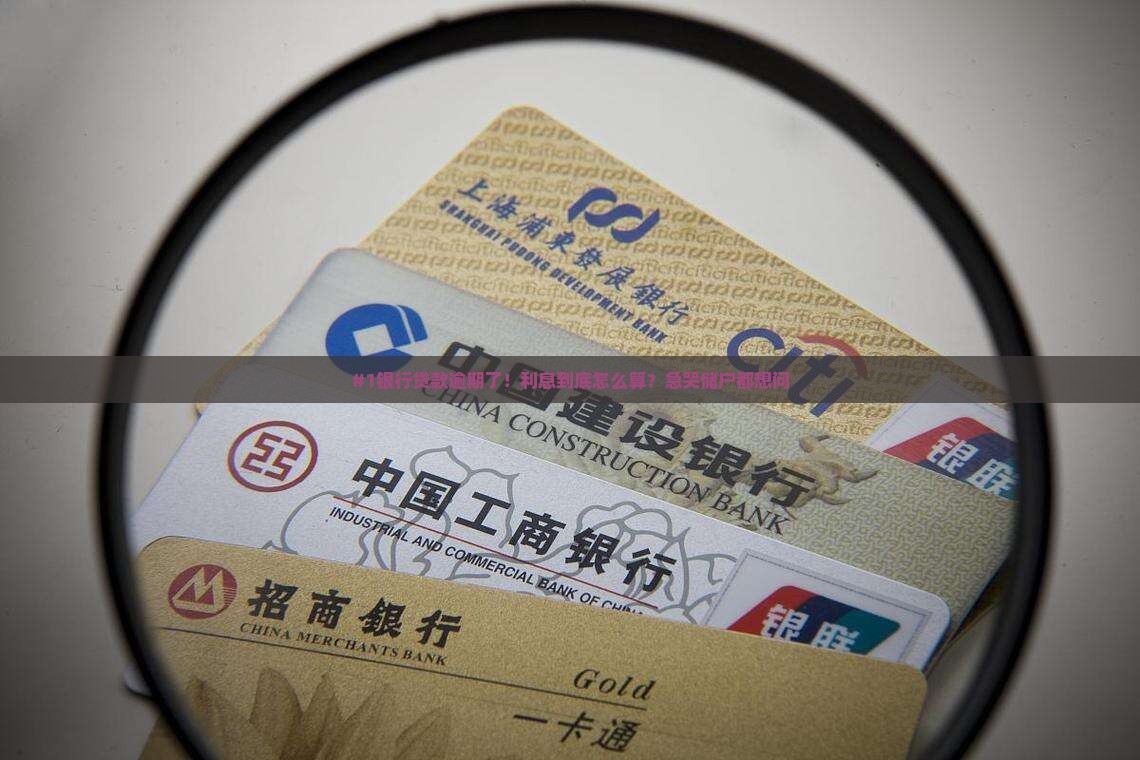 上海浦東發展銀行
SHANGHAI PUDONG DEVELOPMENT BANK
citi
银联
#1银行贷款逾期了！利息到底怎么算？急哭储户都想问
中国建设银行
CHINA CONSTRUCTION BANK
中国工商银行
INDUSTRIAL AND COMMERCIAL BANK OF CHINA
银联
招商銀行
CHINA MERCHANTS BANK
Gold
一卡通